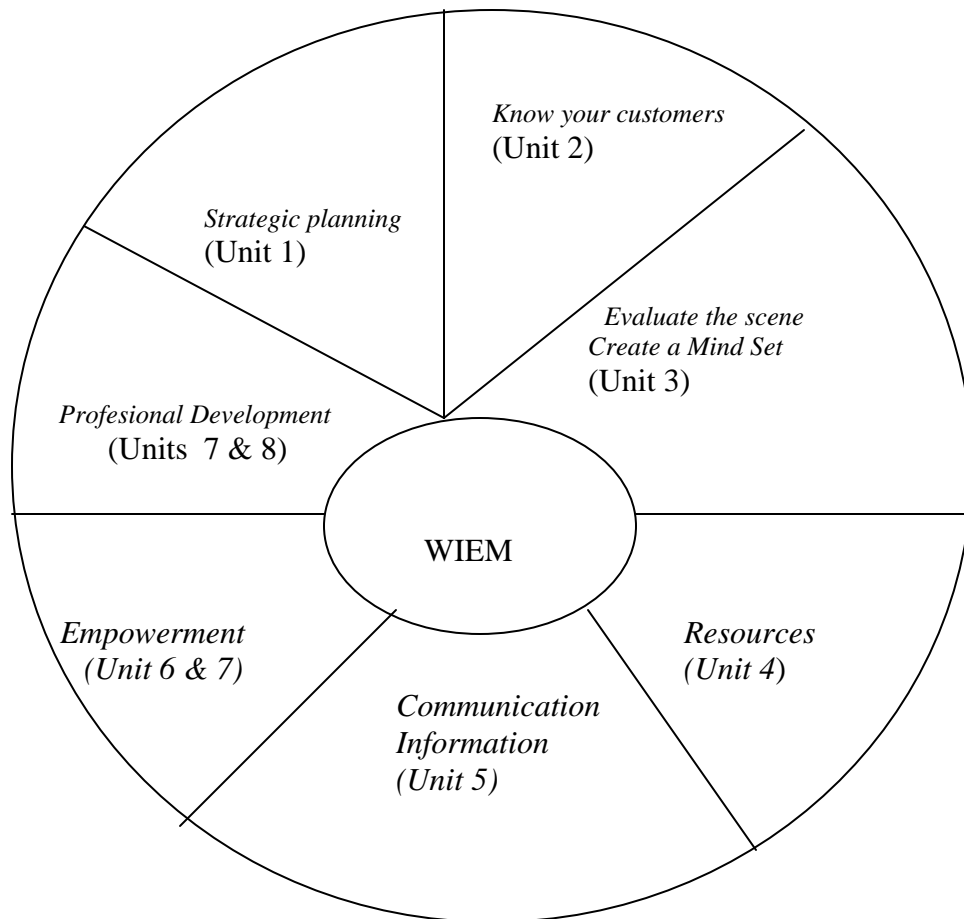 Know your customers
(Unit 2)
Strategic planning
(Unit 1)
Evaluate the scene
Create a Mind Set
(Unit 3)
Profesional Development
(Units 7 & 8)
WIEM
Empowerment
(Unit 6 & 7)
Resources
(Unit 4)
Communication
Information
(Unit 5)